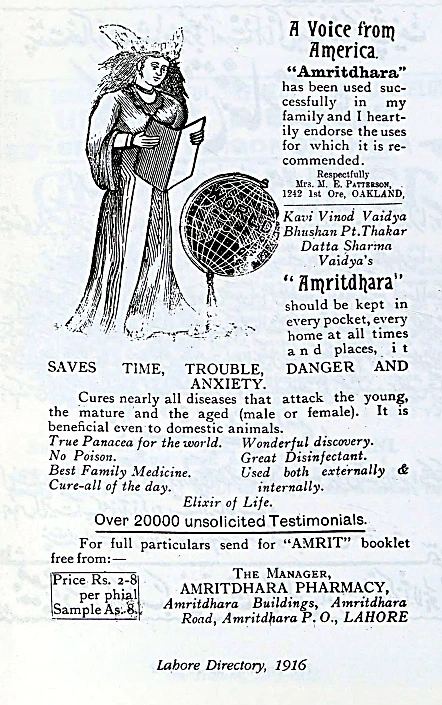 A Voice from
America.
"Amritdhara"
has been used suc-
cessfully in my
family and I heart-
ily endorse the uses
for which it is re-
commended.
Respectfully
Mrs. M. E. Patterson,
1242 1st Ore, OAKLAND,
WORLD
Kavi Vinod Vaidya
Bhushan Pt. Thakar
Datta Sharma
Vaidya's
"Amritdhara"
should be kept in
every pocket, every
home at all times
and places, it
SAVES TIME, TROUBLE, DANGER AND
ANXIETY.
Cures nearly all diseases that attack the young,
the mature and the aged (male or female). It is
beneficial even to domestic animals.
True Panacea for the world. Wonderful discovery.
No Poison. Great Disinfectant.
Best Family Medicine. Used both externally &
Cure-all of the day. internally.
Elixir of Life.
Over 20000 unsolicited Testimonials.
For full particulars send for "AMRIT" booklet
free from:—
Price Rs. 2-8
per phial
Sample As. 8.
The Manager,
AMRITDHARA PHARMACY,
Amritdhara Buildings, Amritdhara
Road, Amritdhara P. O., LAHORE
Lahore Directory, 1916